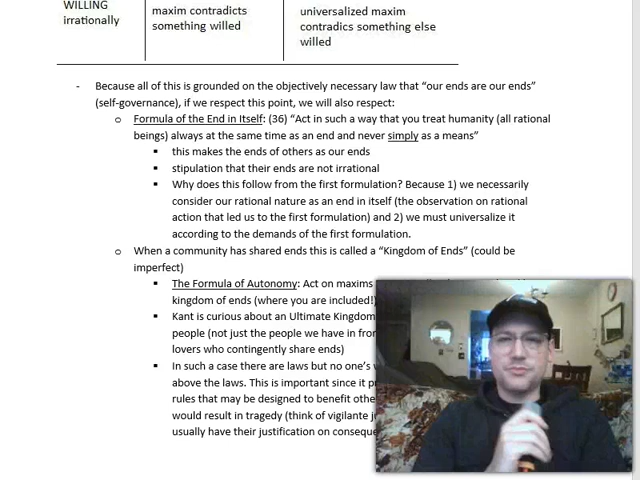 WILLING
irrationally
maxim contradicts
something willed
universalized maxim
contradics something else
willed
- Because all of this is grounded on the objectively necessary law that “our ends are our ends”
(self-governance), if we respect this point, we will also respect:
o Formula of the End in Itself: (36) “Act in such a way that you treat humanity (all rational
beings) always at the same time as an end and never simply as a means”
▪ this makes the ends of others as our ends
▪ stipulation that their ends are not irrational
▪ Why does this follow from the first formulation? Because 1) we necessarily
consider our rational nature as an end in itself (the observation on rational
action that led us to the first formulation) and 2) we must universalize it
according to the demands of the first formulation.
o When a community has shared ends this is called a “Kingdom of Ends” (could be
imperfect)
▪ The Formula of Autonomy: Act on maxims
kingdom of ends (where you are included!)
▪ Kant is curious about an Ultimate Kingdom
people (not just the people we have in
lovers who contingently share ends)
▪ In such a case there are laws but no one’s
above the laws. This is important since it
rules that may be designed to benefit
would result in tragedy (think of vigilante
usually have their justification on